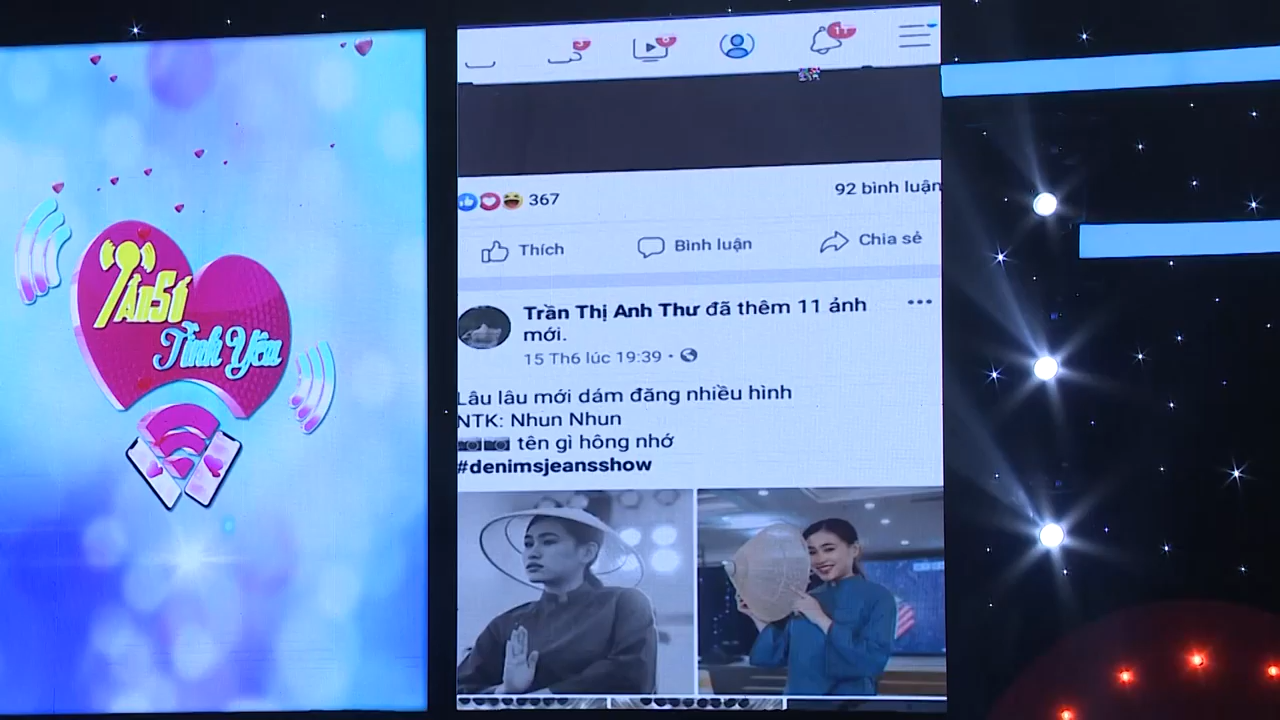 Tần Số
Tình Yêu
11
367
92 bình luận
Thích
Bình luận
Chia sẻ
Trần Thị Anh Thư đã thêm 11 ảnh
mới.
15 Th6 lúc 19:39
Lâu lâu mới dám đăng nhiều hình
NTK: Nhun Nhun
tên gì hông nhớ
#denimsjeansshow